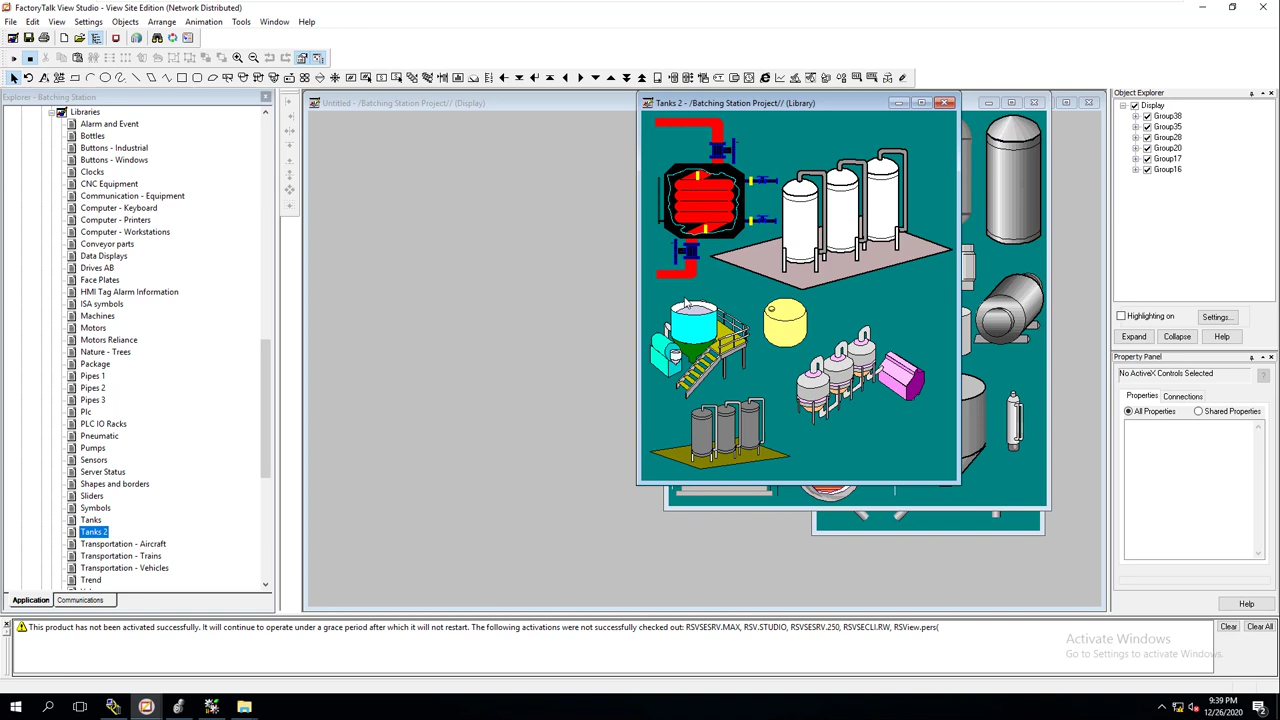 FactoryTalk View Studio - View Site Edition (Network Distributed)
File Edit View Settings Objects Arrange Animation Tools Window Help
Explorer - Batching Station
Libraries
Alarm and Event
Bottles
Buttons - Industrial
Buttons - Windows
Clocks
CNC Equipment
Communication - Equipment
Computer - Keyboard
Computer - Printers
Computer - Workstations
Conveyor parts
Data Displays
Drives AB
Face Plates
HMI Tag Alarm Information
ISA symbols
Machines
Motors
Motors Reliance
Nature - Trees
Package
Pipes 1
Pipes 2
Pipes 3
Plc
PLC IO Racks
Pneumatic
Pumps
Sensors
Server Status
Shapes and borders
Sliders
Symbols
Tanks
Tanks 2
Transportation - Aircraft
Transportation - Trains
Transportation - Vehicles
Trend
Application Communications
Untitled - /Batching Station Project// (Display)
Tanks 2 - /Batching Station Project// (Library)
Object Explorer
Display
Group38
Group35
Group28
Group20
Group17
Group16
Highlighting on Settings...
Expand Collapse Help
Property Panel
No ActiveX Controls Selected ?
Properties Connections
All Properties Shared Properties
Help
This product has not been activated successfully. It will continue to operate under a grace period after which it will not restart. The following activations were not successfully checked out: RSVSESRV.MAX, RSV.STUDIO, RSVSESRV.250, RSVSECLI.RW, RSView.pers(
Clear Clear All
Activate Windows
Go to Settings to activate Windows.
9:39 PM
12/26/2020
2